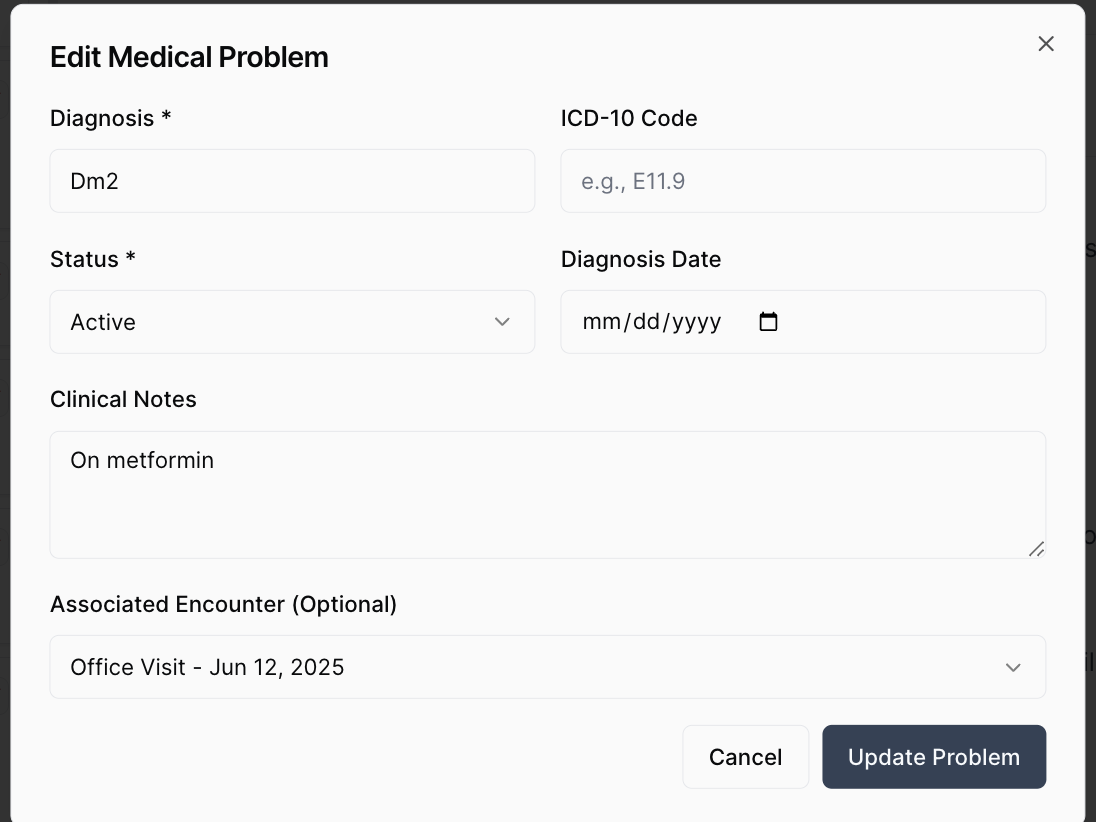 Edit Medical Problem
Diagnosis * ICD-10 Code
Dm2 e.g., E11.9
Status * Diagnosis Date
Active mm/dd/yyyy
Clinical Notes
On metformin
Associated Encounter (Optional)
Office Visit - Jun 12, 2025
Cancel Update Problem